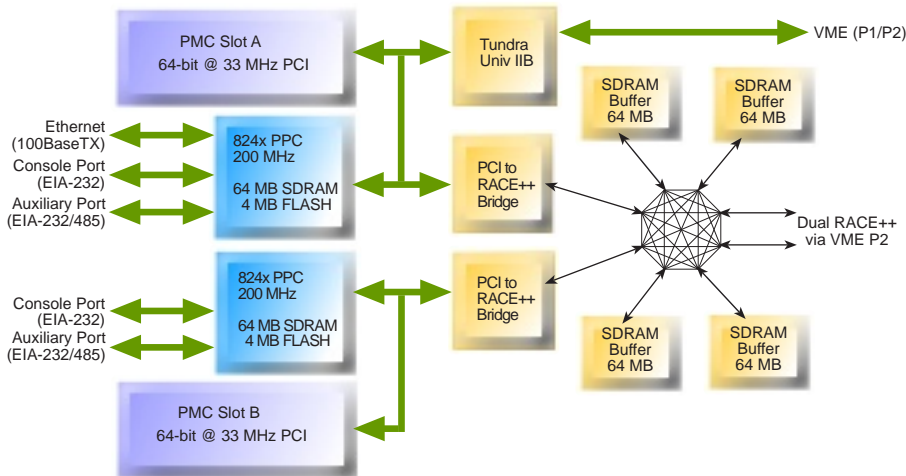 PMC Slot A
64-bit @ 33 MHz PCI
Tundra
Univ IIB
VME (P1/P2)
SDRAM
Buffer
64 MB
SDRAM
Buffer
64 MB
Ethernet
(100BaseTX)
Console Port
(EIA-232)
Auxiliary Port
(EIA-232/485)
824x PPC
200 MHz
64 MB SDRAM
4 MB FLASH
PCI to
RACE++
Bridge
Dual RACE++
via VME P2
Console Port
(EIA-232)
Auxiliary Port
(EIA-232/485)
824x PPC
200 MHz
64 MB SDRAM
4 MB FLASH
PCI to
RACE++
Bridge
SDRAM
Buffer
64 MB
SDRAM
Buffer
64 MB
PMC Slot B
64-bit @ 33 MHz PCI